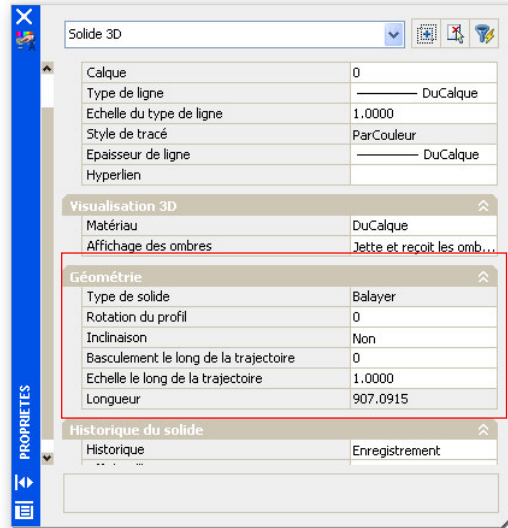 Solide 3D
Calque 0
Type de ligne DuCalque
Echelle du type de ligne 1.0000
Style de tracé ParCouleur
Epaisseur de ligne DuCalque
Hyperlien
Visualisation 3D
Matériau DuCalque
Affichage des ombres Jette et reçoit les omb...
Géométrie
Type de solide Balayer
Rotation du profil 0
Inclinaison Non
Basculement le long de la trajectoire 0
Echelle le long de la trajectoire 1.0000
Longueur 907.0915
Historique du solide
Historique Enregistrement
PROPRIETES